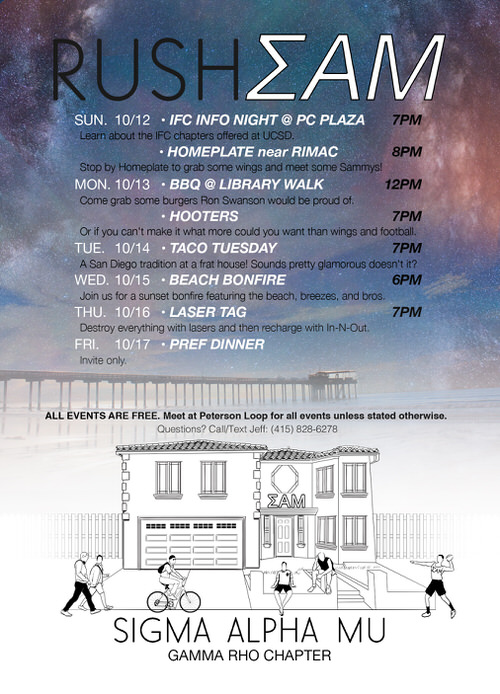 RUSH ΣAM
SUN. 10/12 • IFC INFO NIGHT @ PC PLAZA 7PM
Learn about the IFC chapters offered at UCSD.
• HOMEPLATE near RIMAC 8PM
Stop by Homeplate to grab some wings and meet some Sammys!
MON. 10/13 • BBQ @ LIBRARY WALK 12PM
Come grab some burgers Ron Swanson would be proud of.
• HOOTERS 7PM
Or if you can't make it what more could you want than wings and football.
TUE. 10/14 • TACO TUESDAY 7PM
A San Diego tradition at a frat house! Sounds pretty glamorous doesn't it?
WED. 10/15 • BEACH BONFIRE 6PM
Join us for a sunset bonfire featuring the beach, breezes, and bros.
THU. 10/16 • LASER TAG 7PM
Destroy everything with lasers and then recharge with In-N-Out.
FRI. 10/17 • PREF DINNER
Invite only.
ALL EVENTS ARE FREE. Meet at Peterson Loop for all events unless stated otherwise.
Questions? Call/Text Jeff: (415) 828-6278
ΣAM
SIGMA ALPHA MU
GAMMA RHO CHAPTER